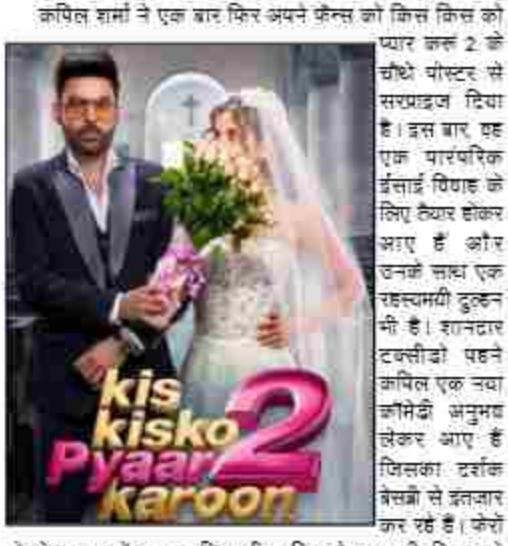 कपिल शर्मा ने एक बार फिर अपने फॅन्स को किस किस को
प्यार करूं 2 के
चौथे पोस्टर से
सरप्राइज दिया
है। इस बार वह
एक पारंपरिक
ईसाई विवाह के
लिए तैयार होकर
आए हैं और
उनके साथ एक
रहस्यमयी दुल्हन
भी है। शानदार
टक्सीडो पहने
कपिल एक नया
कॉमेडी अनुभव
लेकर आए हैं
जिसका दर्शक
बेसब्री से इंतजार
कर रहे हैं। फेरों
kis
kisko
Pyaar 2
karoon